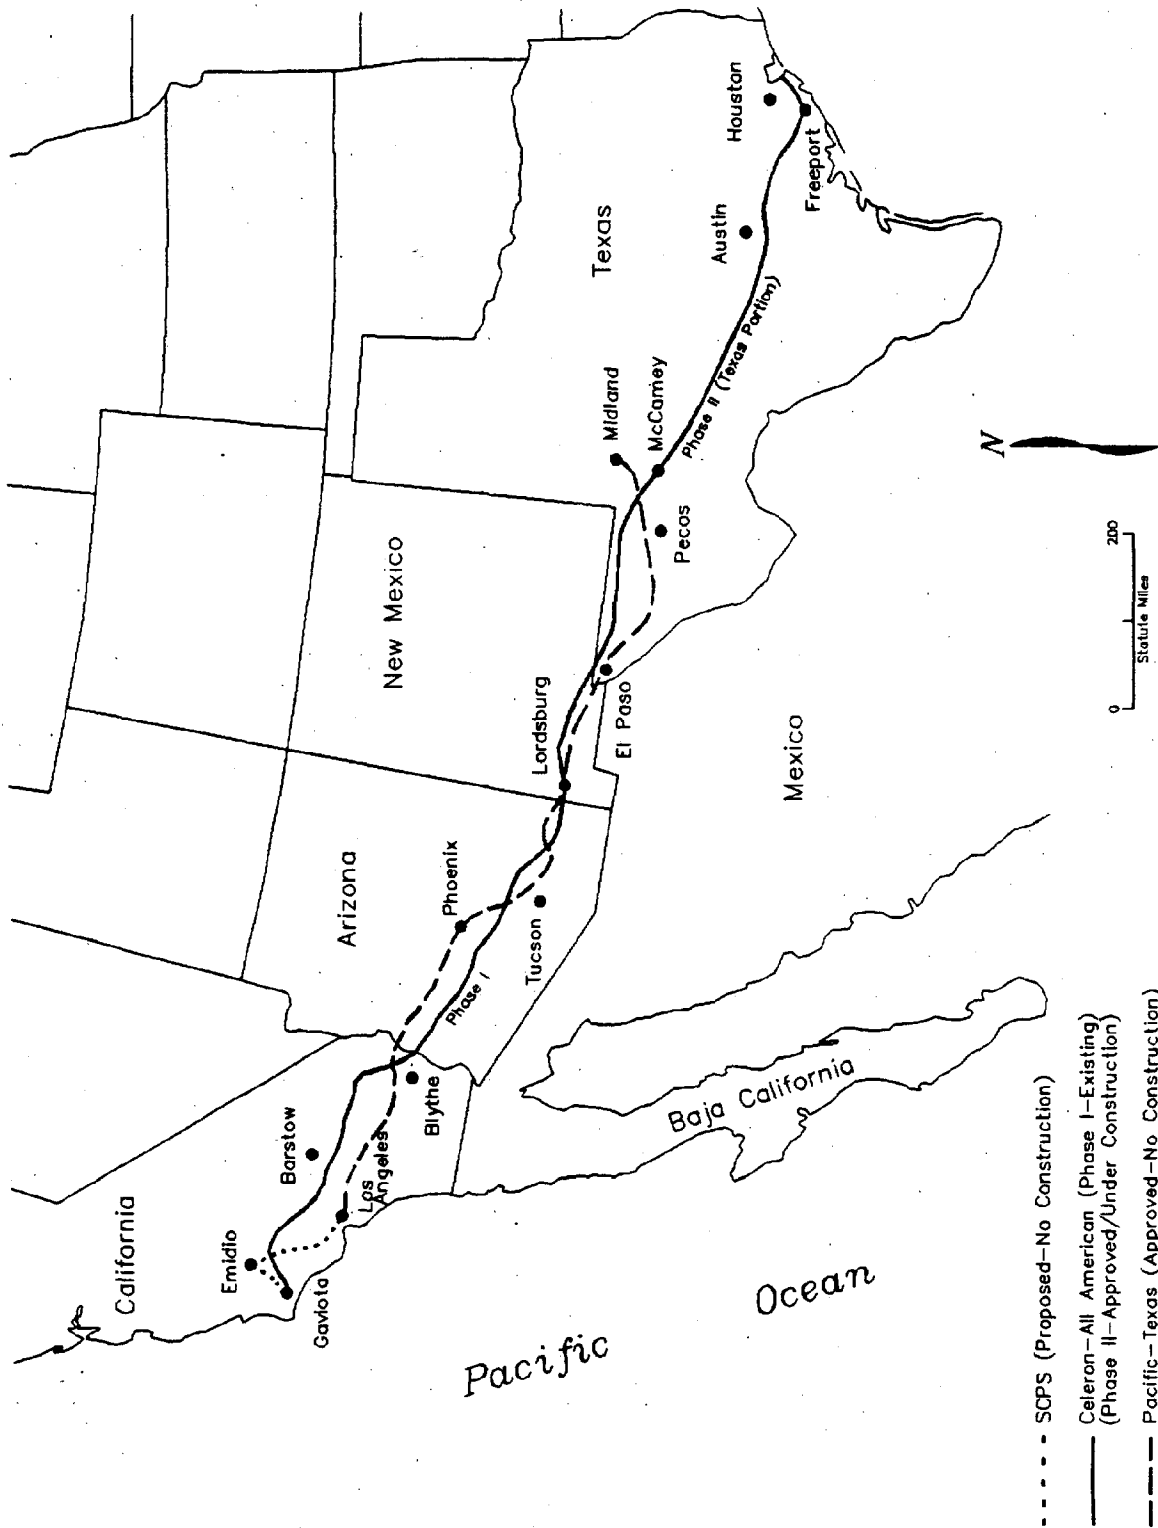 California
Emidio
Gaviota
Barstow
Los
Angeles
Blythe
Arizona
Phoenix
Phase I
Tucson
New Mexico
Lordsburg
El Paso
Texas
Midland
McCamey
Pecos
Phase II (Texas Portion)
Austin
Houston
Freeport
Mexico
Baja California
Pacific
Ocean
N
0
200
Statute Miles
SCPS (Proposed-No Construction)
Celeron-All American (Phase I-Existing)
(Phase II-Approved/Under Construction)
Pacific-Texas (Approved-No Construction)